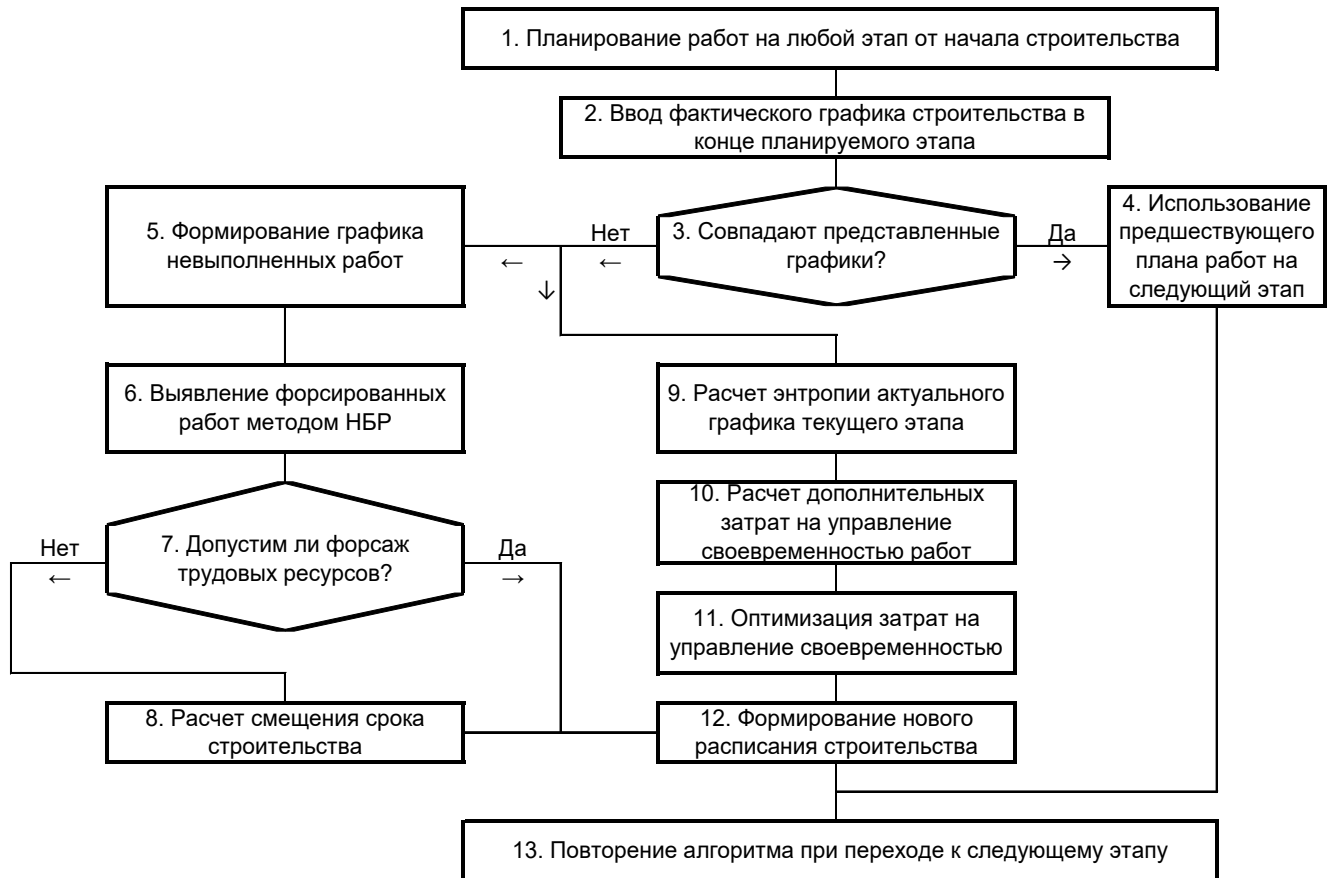 1. Планирование работ на любой этап от начала строительства
2. Ввод фактического графика строительства в
конце планируемого этапа
3. Совпадают представленные
графики?
Нет
←
↓
←
Да
→
4. Использование
предшествующего
плана работ на
следующий этап
5. Формирование графика
невыполненных работ
6. Выявление форсированных
работ методом НБР
7. Допустим ли форсаж
трудовых ресурсов?
Нет
←
Да
→
8. Расчет смещения срока
строительства
9. Расчет энтропии актуального
графика текущего этапа
10. Расчет дополнительных
затрат на управление
своевременностью работ
11. Оптимизация затрат на
управление своевременностью
12. Формирование нового
расписания строительства
13. Повторение алгоритма при переходе к следующему этапу